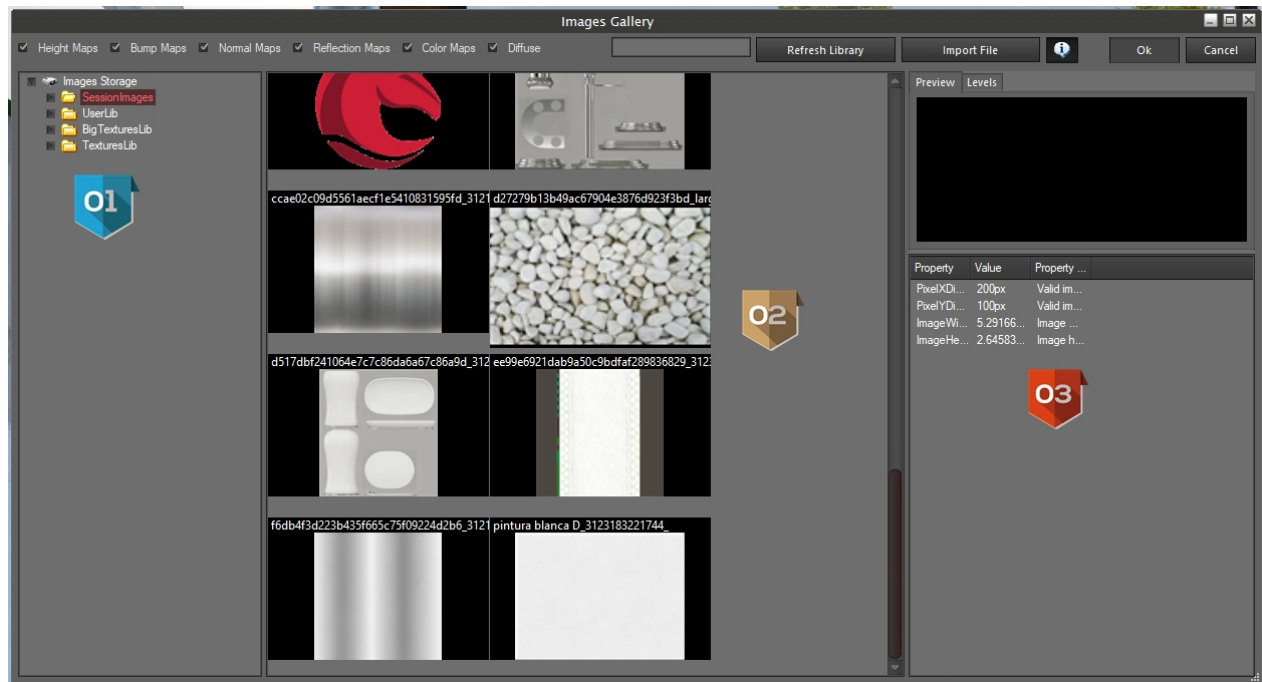 Images Gallery
Height Maps Bump Maps Normal Maps Reflection Maps Color Maps Diffuse Refresh Library Import File Ok Cancel
Images Storage
SessionImages
UserLib
BigTexturesLib
TexturesLib
01
ccae02c09d5561aecf1e5410831595fd_3121 d27279b13b49ac67904e3876d923f3bd_larg
d517dbf241064e7c7c86da6a67c86a9d_312 ee99e6921dab9a50c9bdfaf289836829_3123
f6db4f3d223b435f665c75f09224d2b6_3121 pintura blanca D_3123183221744_
02
Preview Levels
Property Value Property ...
PixelXDi... 200px Valid im...
PixelYDi... 100px Valid im...
ImageWi... 5.29166... Image ...
ImageHe... 2.64583... Image h...
03